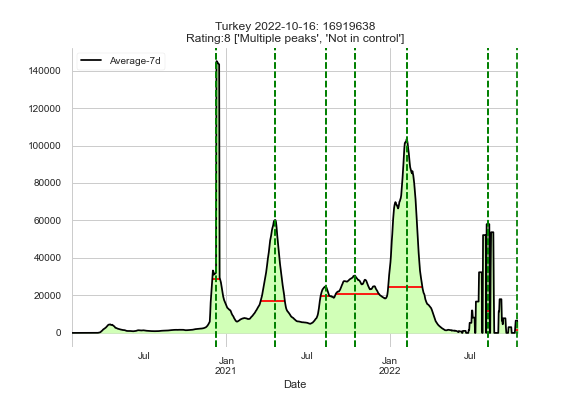 Turkey 2022-10-16: 16919638
Rating:8 ['Multiple peaks', 'Not in control']
Average-7d
140000
120000
100000
80000
60000
40000
20000
0
Jul
Jan
2021
Jul
Jan
2022
Jul
Date